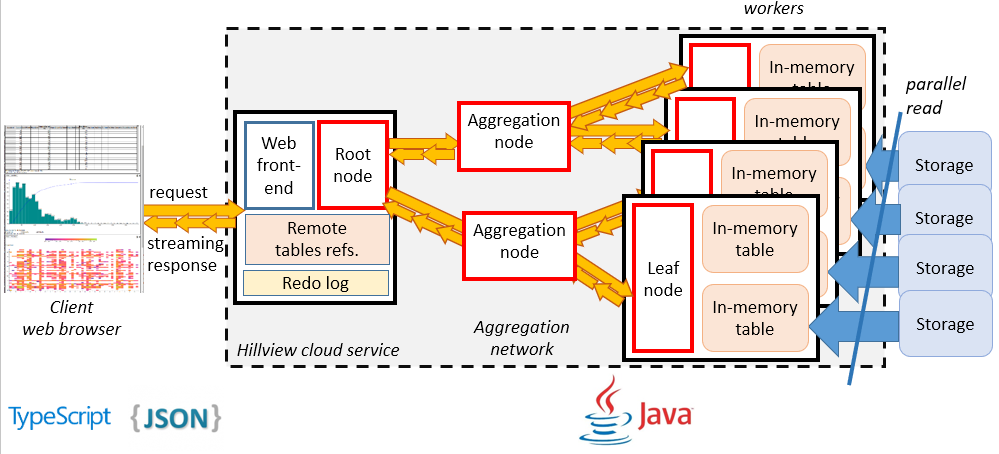 workers
In-memory
table
parallel
read
In-memory
table
Aggregation
node
Web
front-
end
Root
node
In-memory
table
Storage
request
streaming
response
Remote
tables refs.
Redo log
Aggregation
node
Leaf
node
In-memory
table
In-memory
table
Storage
Storage
Storage
Client
web browser
Hillview cloud service
Aggregation
network
TypeScript
{JSON}
Java